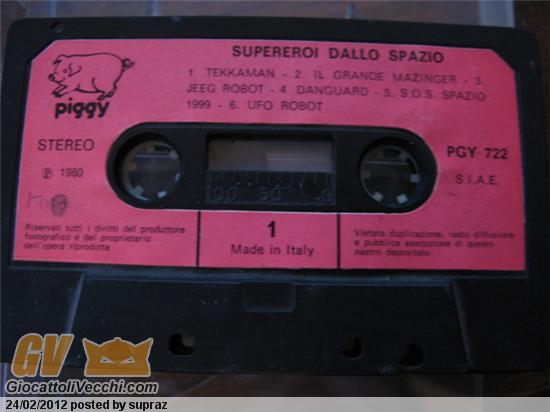 SUPEREROI DALLO SPAZIO
1 TEKKAMAN - 2. IL GRANDE MAZINGER - 3.
JEEG ROBOT - 4. DANGUARD - 5. S.O.S. SPAZIO
1999 - 6. UFO ROBOT
piggy
STEREO
℗ 1980
PGY 722
S.I.A.E.
100 50 0
Riservati tutti i diritti del produttore
fonografico e del proprietario
dell'opera riprodotta
1
Made in Italy
Vietata duplicazione, radio diffusione
e pubblica esecuzione di questo
nastro depositato
GV
GiocattoliVecchi.com
24/02/2012 posted by supraz